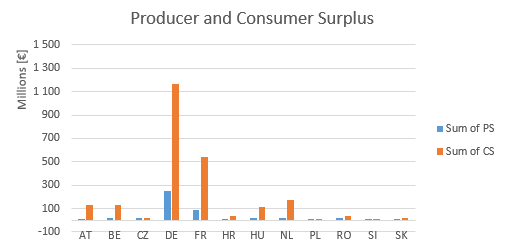 Producer and Consumer Surplus
Millions [€]
1 500
1 300
1 100
900
700
500
300
100
-100
AT BE CZ DE FR HR HU NL PL RO SI SK
Sum of PS
Sum of CS